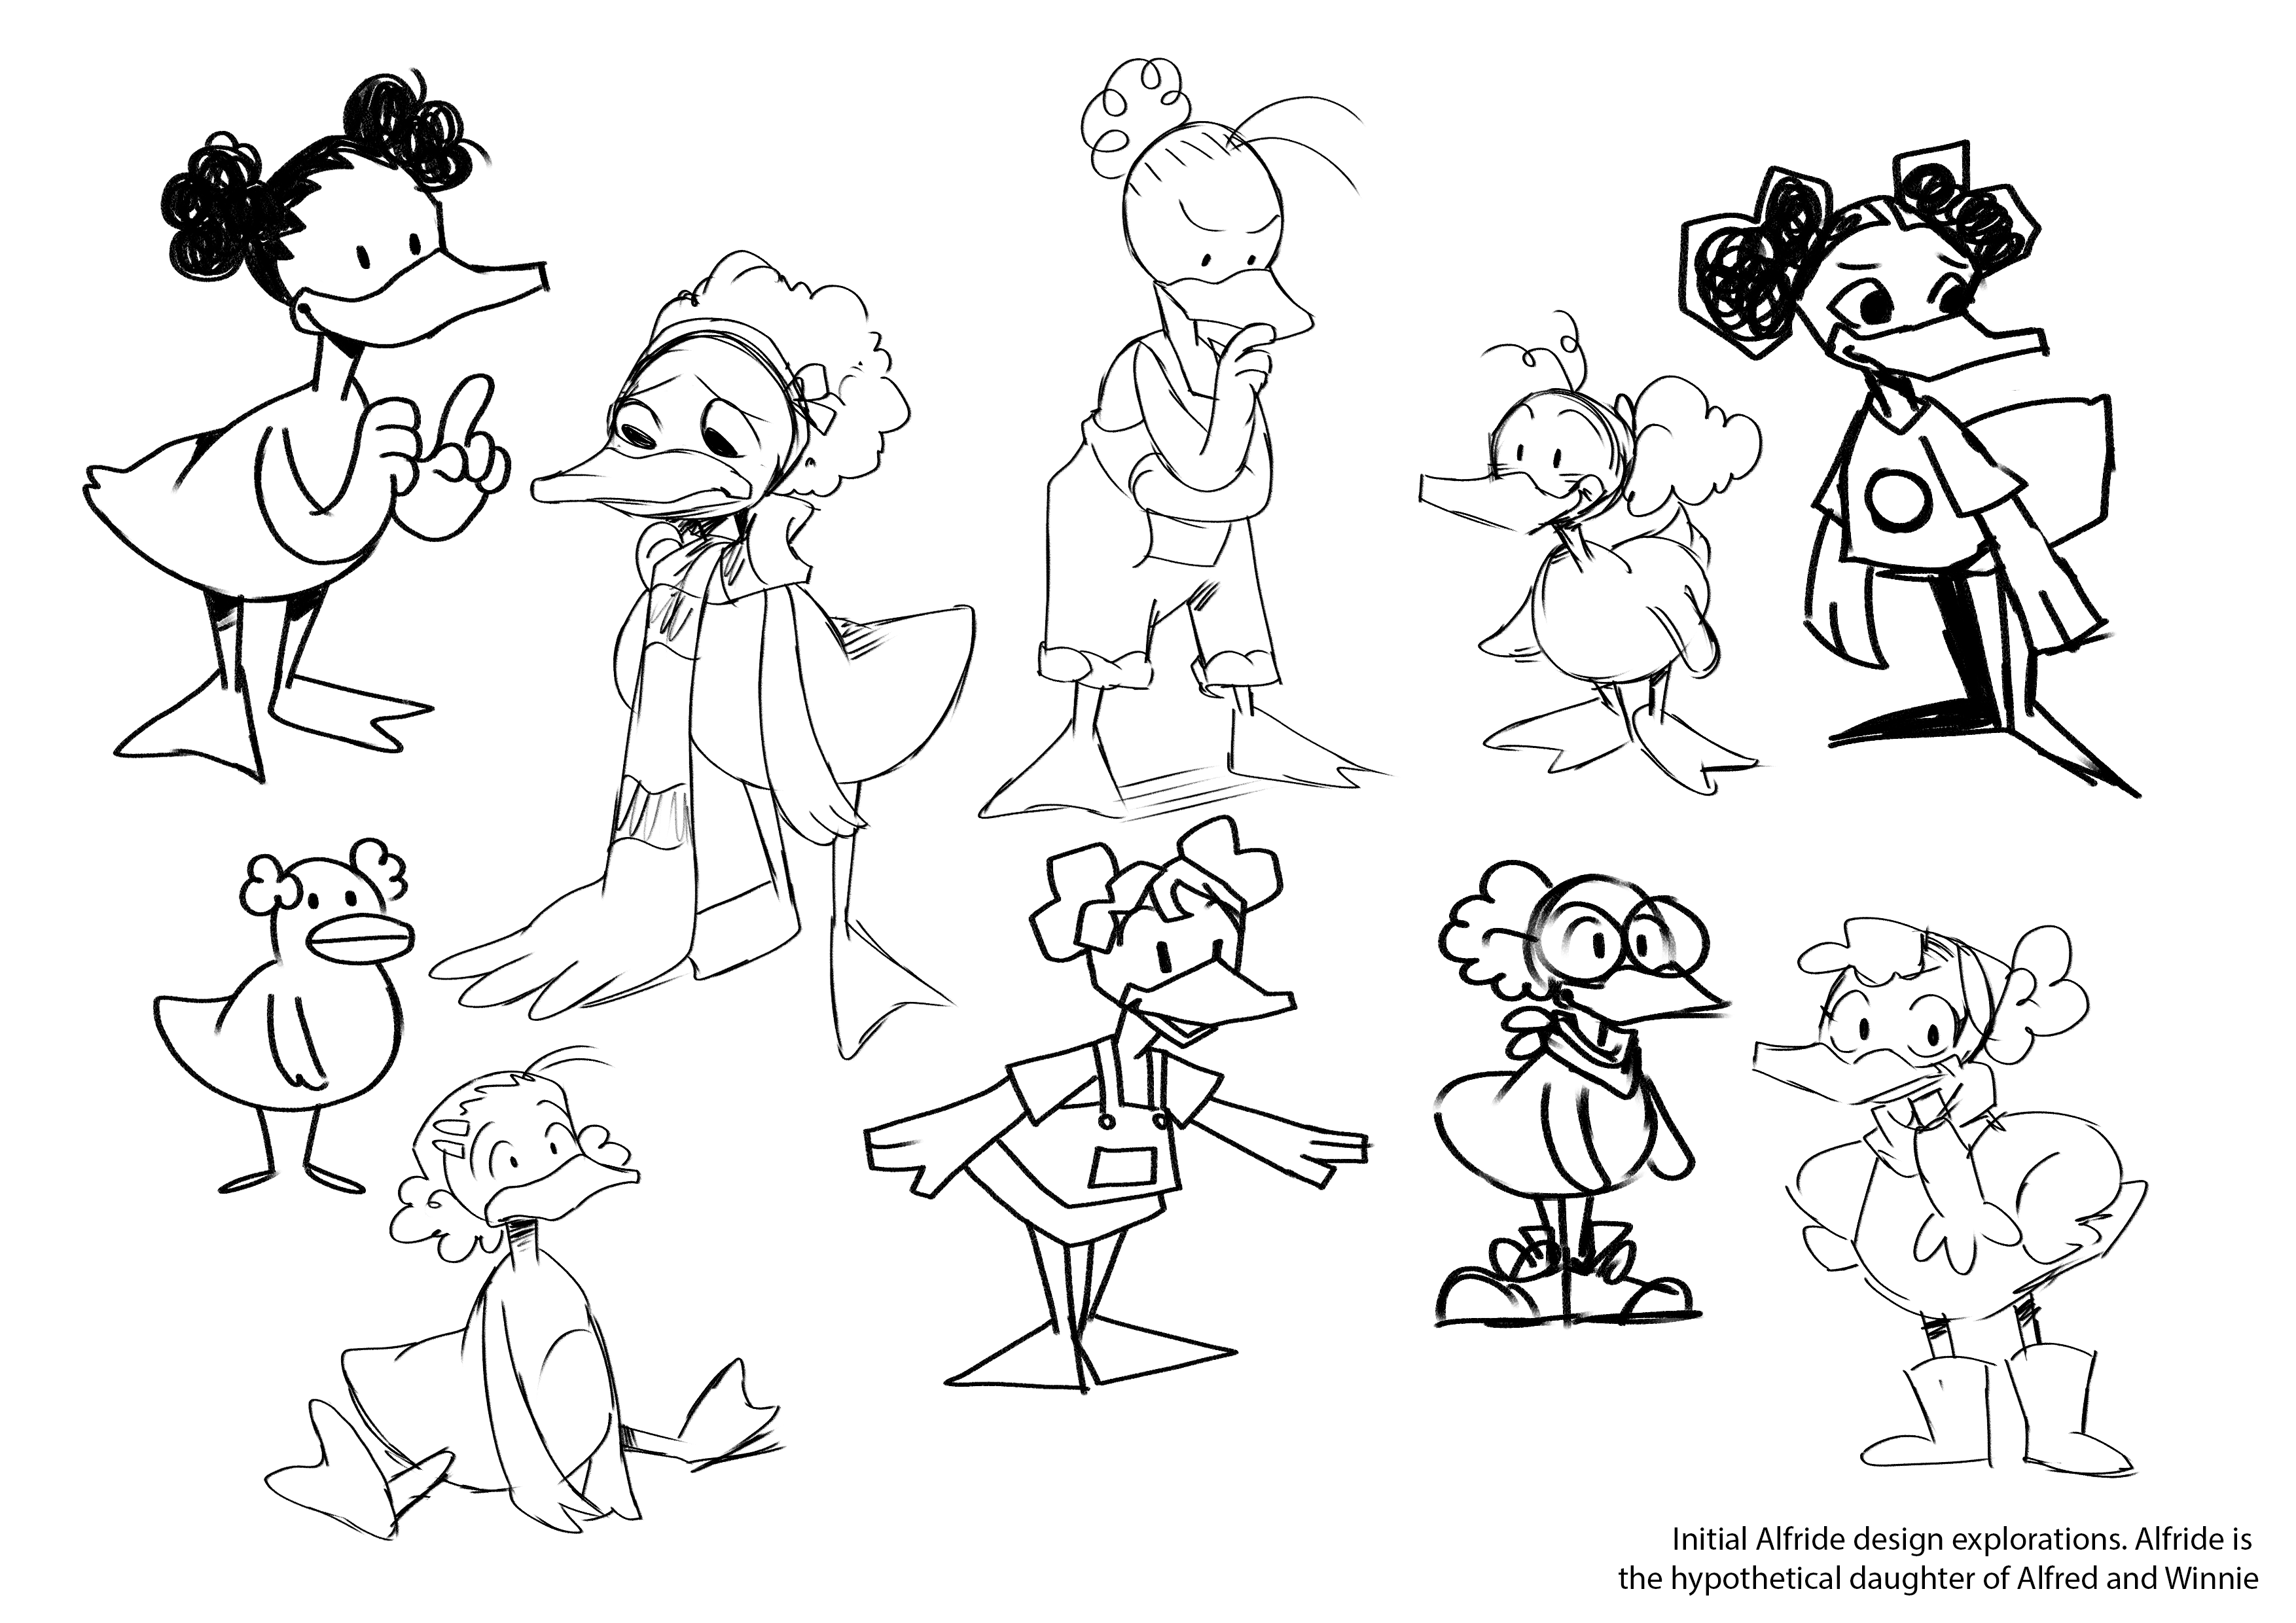 Initial Alfride design explorations. Alfride is
the hypothetical daughter of Alfred and Winnie